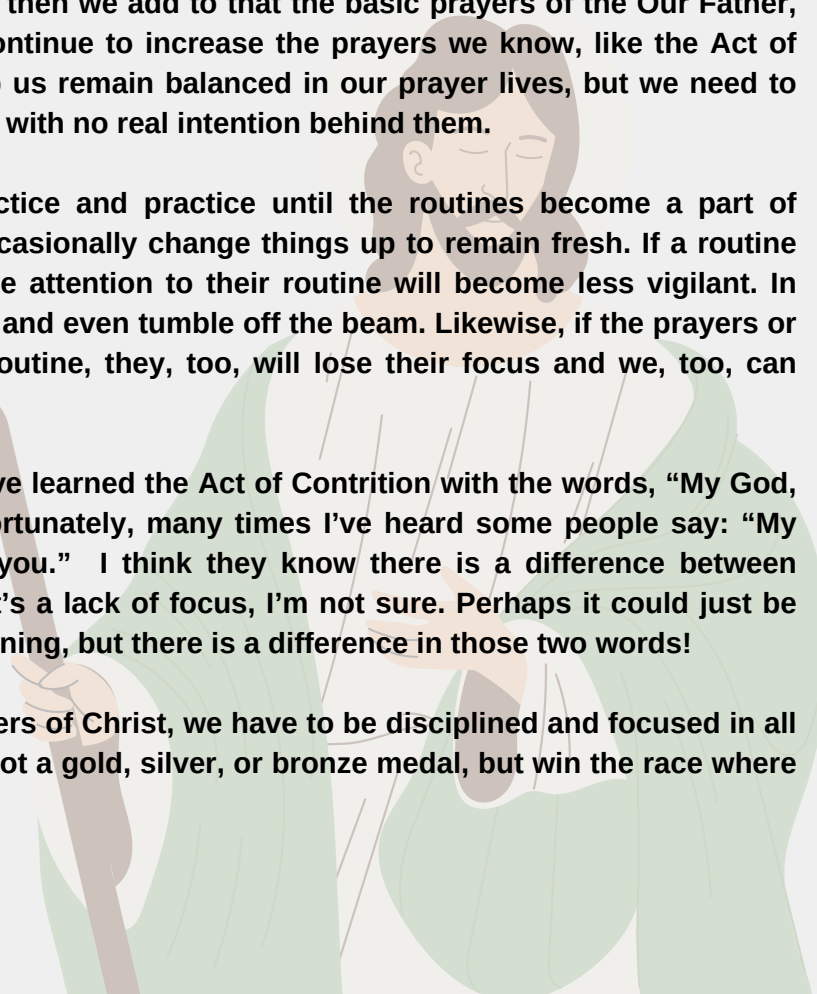 then we add to that the basic prayers of the Our Father,
ontinue to increase the prayers we know, like the Act of
us remain balanced in our prayer lives, but we need to
with no real intention behind them.
ctice and practice until the routines become a part of
casionally change things up to remain fresh. If a routine
e attention to their routine will become less vigilant. In
and even tumble off the beam. Likewise, if the prayers or
outine, they, too, will lose their focus and we, too, can
ve learned the Act of Contrition with the words, “My God,
ortunately, many times I’ve heard some people say: “My
you.”  I think they know there is a difference between
t’s a lack of focus, I’m not sure. Perhaps it could just be
ning, but there is a difference in those two words!
ers of Christ, we have to be disciplined and focused in all
ot a gold, silver, or bronze medal, but win the race where